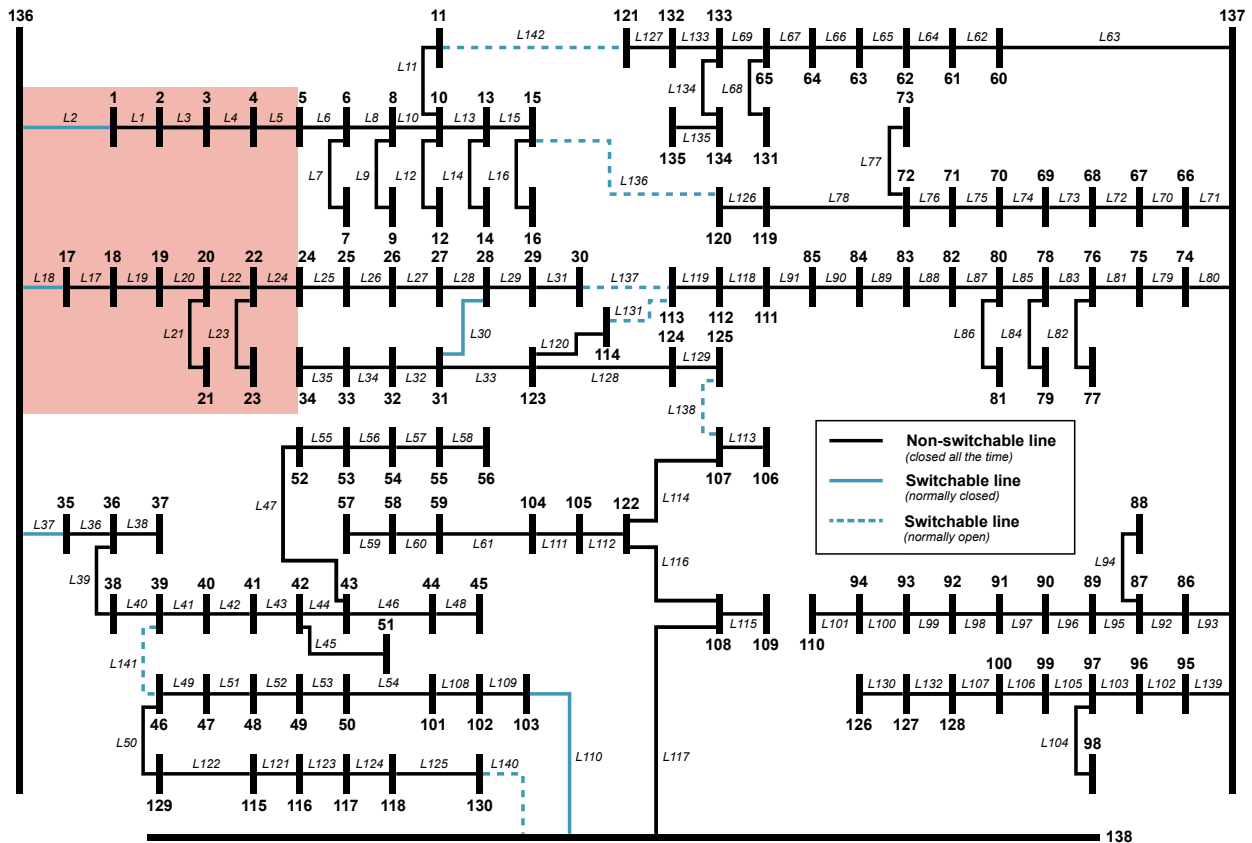 136 11 121 132 133 137
L142 L127 L133 L69 L67 L66 L65 L64 L62 L63
L11 65 64 63 62 61 60
L134 L68 73
1 2 3 4 5 6 8 10 13 15
L2 L1 L3 L4 L5 L6 L8 L10 L13 L15
L135
135 134 131
L77
L7 L9 L12 L14 L16 L136
72 71 70 69 68 67 66
L126 L78 L76 L75 L74 L73 L72 L70 L71
7 9 12 14 16 120 119
17 18 19 20 22 24 25 26 27 28 29 30 85 84 83 82 80 78 76 75 74
L18 L17 L19 L20 L22 L24 L25 L26 L27 L28 L29 L31 L137 L119 L118 L91 L90 L89 L88 L87 L85 L83 L81 L79 L80
L131 113 112 111
L21 L23 L30 L120 114 124 125 L86 L84 L82
L35 L34 L32 L33 L128 L129
21 23 34 33 32 31 123 81 79 77
L138
L55 L56 L57 L58 L113
52 53 54 55 56 107 106
Non-switchable line
(closed all the time)
Switchable line
(normally closed)
Switchable line
(normally open)
L47 L114
35 36 37 57 58 59 104 105 122 88
L37 L36 L38 L59 L60 L61 L111 L112
L39 L116 L94
38 39 40 41 42 43 44 45 94 93 92 91 90 89 87 86
L40 L41 L42 L43 L44 L46 L48
51 L115 L101 L100 L99 L98 L97 L96 L95 L92 L93
L45 108 109 110
L141
100 99 97 96 95
L49 L51 L52 L53 L54 L108 L109 L130 L132 L107 L106 L105 L103 L102 L139
46 47 48 49 50 101 102 103 126 127 128
L50 L110 L117 L104 98
L122 L121 L123 L124 L125 L140
129 115 116 117 118 130
138